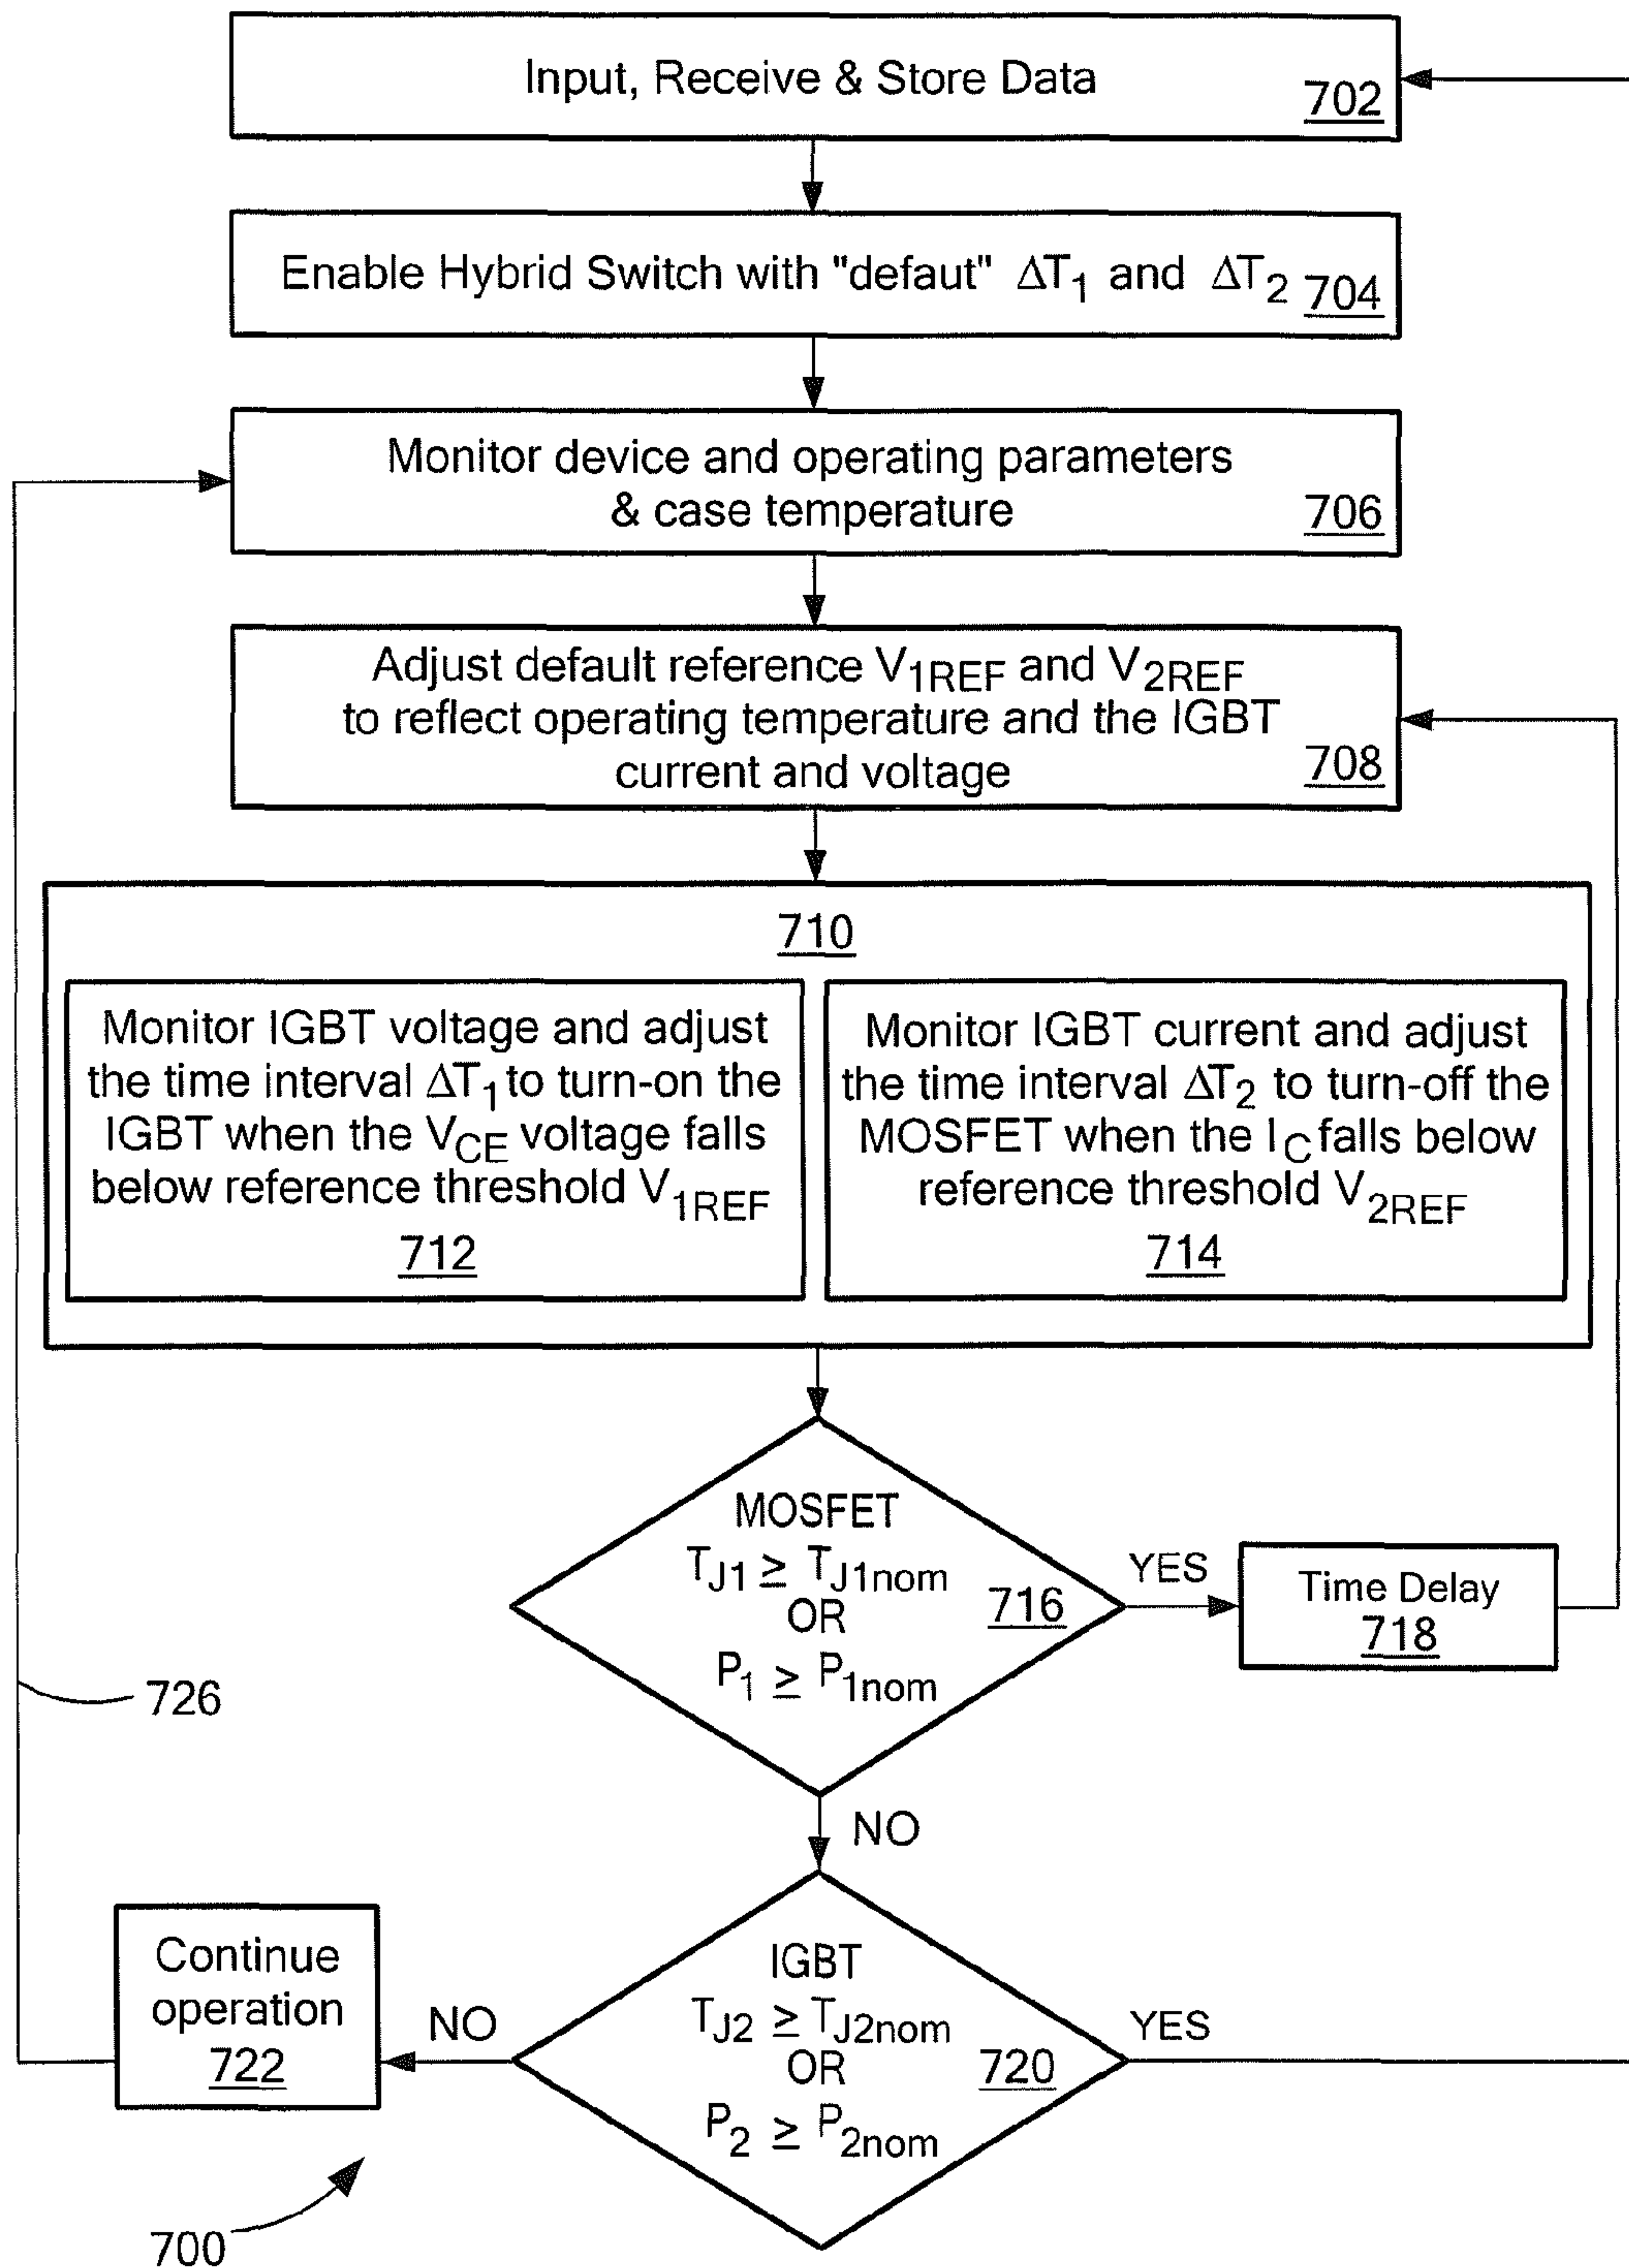 Input, Receive & Store Data
702
Enable Hybrid Switch with "defaut" ΔT1 and ΔT2 704
Monitor device and operating parameters
& case temperature
706
Adjust default reference V1REF and V2REF
to reflect operating temperature and the IGBT
current and voltage
708
710
Monitor IGBT voltage and adjust
the time interval ΔT1 to turn-on the
IGBT when the VCE voltage falls
below reference threshold V1REF
712
Monitor IGBT current and adjust
the time interval ΔT2 to turn-off the
MOSFET when the IC falls below
reference threshold V2REF
714
MOSFET
TJ1 ≥ TJ1nom
OR
P1 ≥ P1nom
716
YES
Time Delay
718
726
NO
IGBT
TJ2 ≥ TJ2nom
OR
P2 ≥ P2nom
720
YES
NO
Continue
operation
722
700